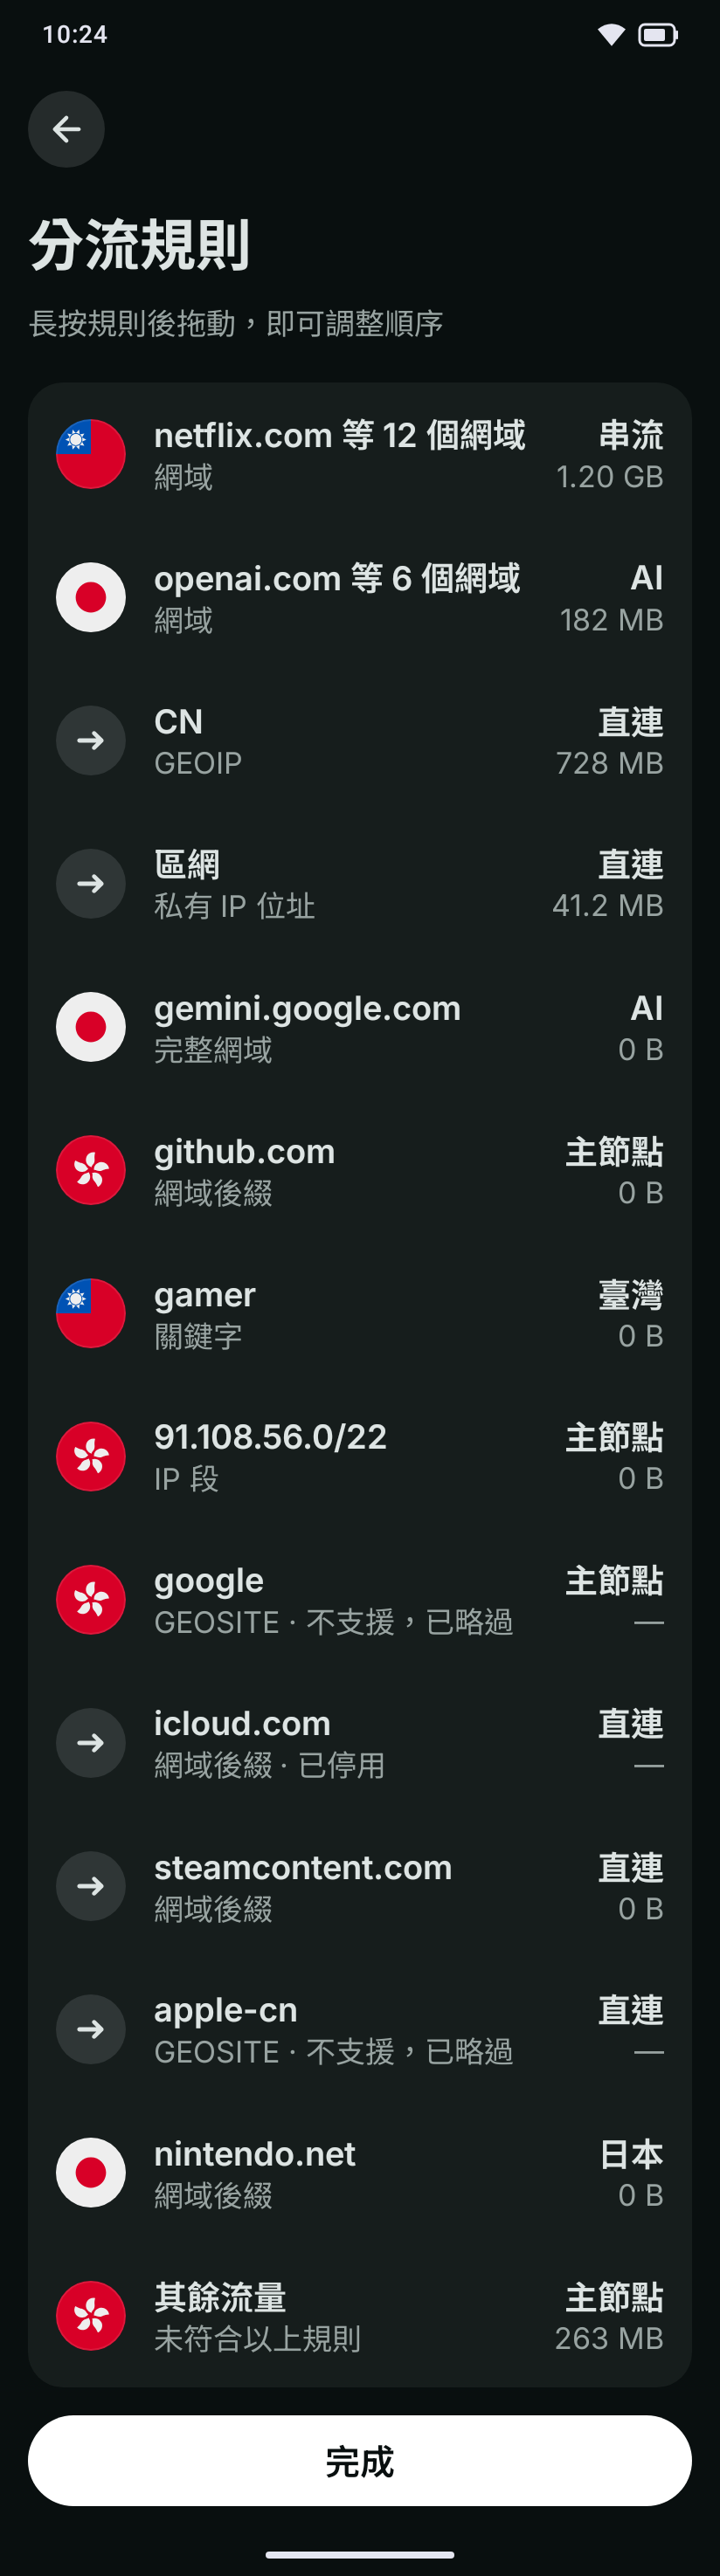 10:24
分流規則
長按規則後拖動，即可調整順序
netflix.com 等 12 個網域 串流
網域 1.20 GB
openai.com 等 6 個網域 AI
網域 182 MB
CN 直連
GEOIP 728 MB
區網 直連
私有 IP 位址 41.2 MB
gemini.google.com AI
完整網域 0 B
github.com 主節點
網域後綴 0 B
gamer 臺灣
關鍵字 0 B
91.108.56.0/22 主節點
IP 段 0 B
google 主節點
GEOSITE · 不支援，已略過 —
icloud.com 直連
網域後綴 · 已停用 —
steamcontent.com 直連
網域後綴 0 B
apple-cn 直連
GEOSITE · 不支援，已略過 —
nintendo.net 日本
網域後綴 0 B
其餘流量 主節點
未符合以上規則 263 MB
完成